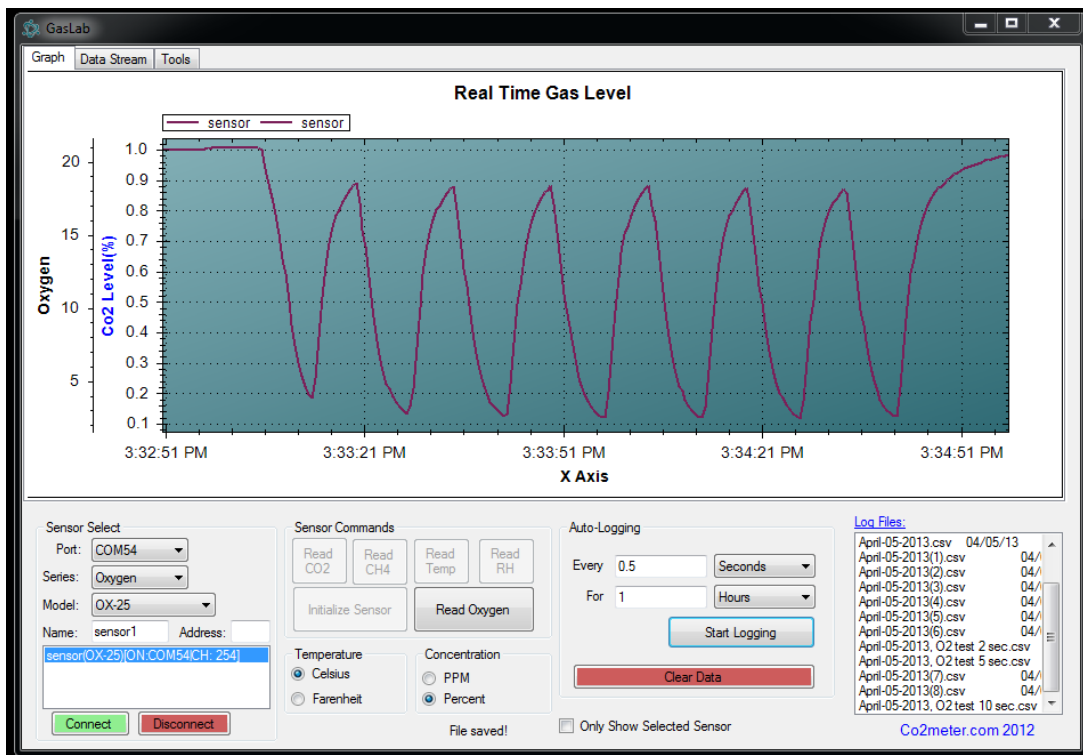 GasLab
Graph Data Stream Tools
Real Time Gas Level
sensor sensor
Oxygen
20
15
10
5
Co2 Level(%)
1.0
0.9
0.8
0.7
0.6
0.5
0.4
0.3
0.2
0.1
3:32:51 PM 3:33:21 PM 3:33:51 PM 3:34:21 PM 3:34:51 PM
X Axis
Sensor Select
Port: COM54
Series: Oxygen
Model: OX-25
Name: sensor1 Address:
sensor(OX-25)[ON:COM54|CH: 254]
Connect Disconnect
Sensor Commands
Read CO2
Read CH4
Read Temp
Read RH
Initialize Sensor Read Oxygen
Temperature
Celsius
Farenheit
Concentration
PPM
Percent
File saved!
Auto-Logging
Every 0.5 Seconds
For 1 Hours
Start Logging
Clear Data
Only Show Selected Sensor
Log Files:
April-05-2013.csv 04/05/13
April-05-2013(1).csv 04/
April-05-2013(2).csv 04/
April-05-2013(3).csv 04/
April-05-2013(4).csv 04/
April-05-2013(5).csv 04/
April-05-2013(6).csv 04/
April-05-2013, O2 test 2 sec.csv
April-05-2013, O2 test 5 sec.csv
April-05-2013(7).csv 04/
April-05-2013(8).csv 04/
April-05-2013, O2 test 10 sec.csv
Co2meter.com 2012